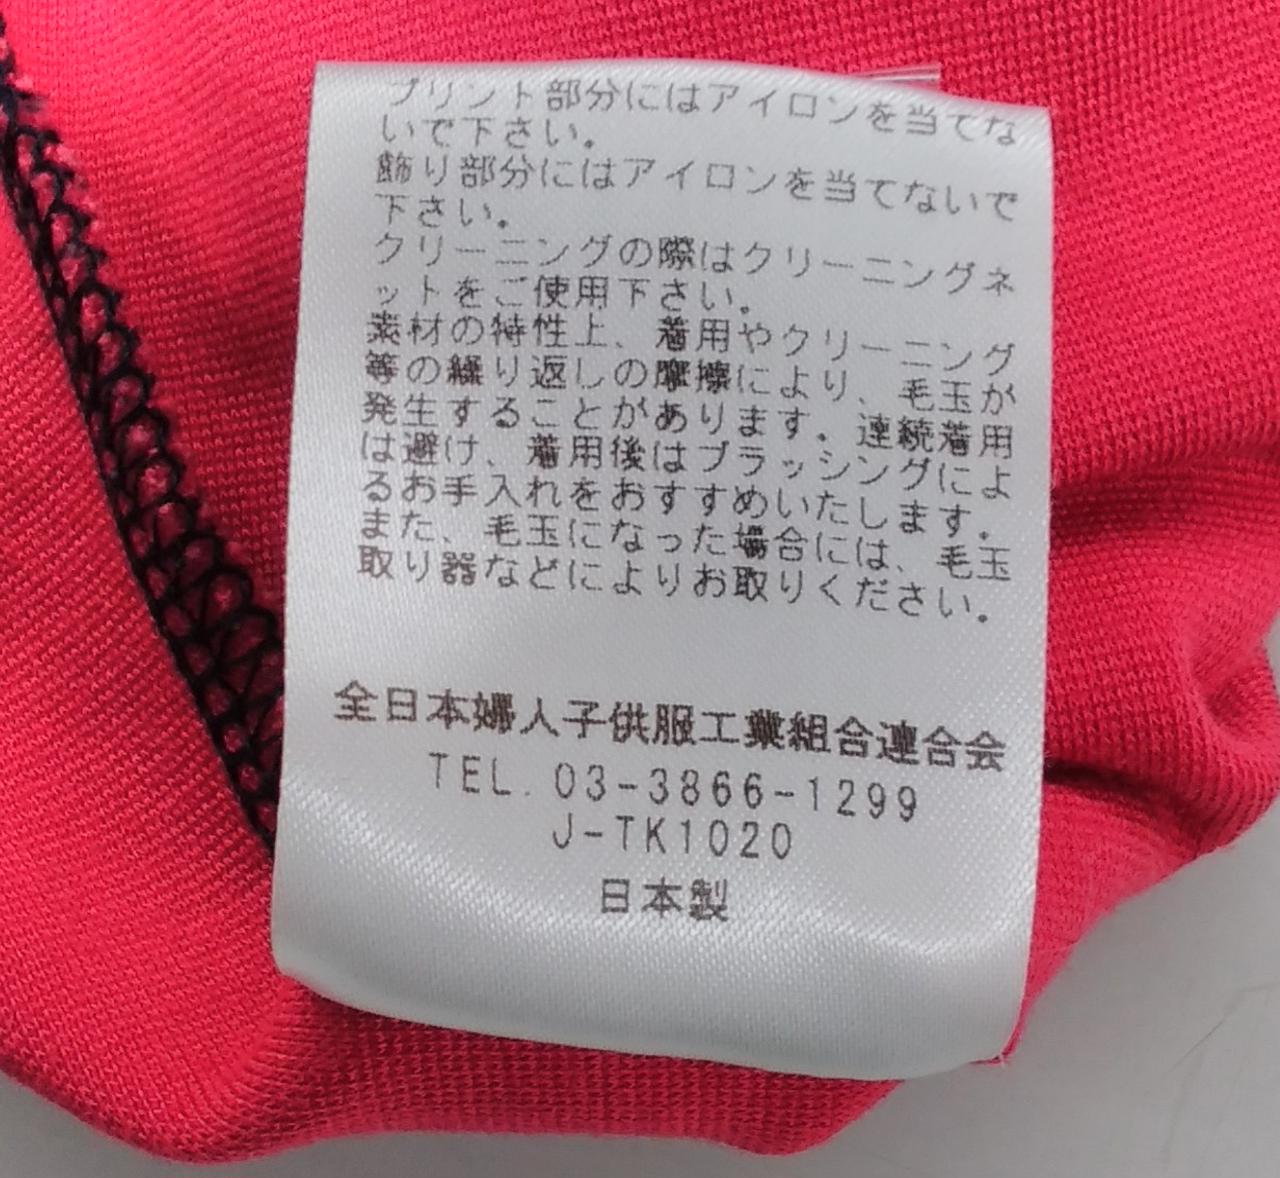 プリント部分にはアイロンを当てな
いで下さい。
飾り部分にはアイロンを当てないで
下さい。
クリーニングの際はクリーニングネ
ットをご使用下さい。
素材の特性上、着用やクリーニング
等の繰り返しの摩擦により、毛玉が
発生することがあります。連続着用
は避け、着用後はブラッシングによ
るお手入れをおすすめいたします。
また、毛玉になった場合には、毛玉
取り器などによりお取りください。
全日本婦人子供服工業組合連合会
TEL.03-3866-1299
J-TK1020
日本製